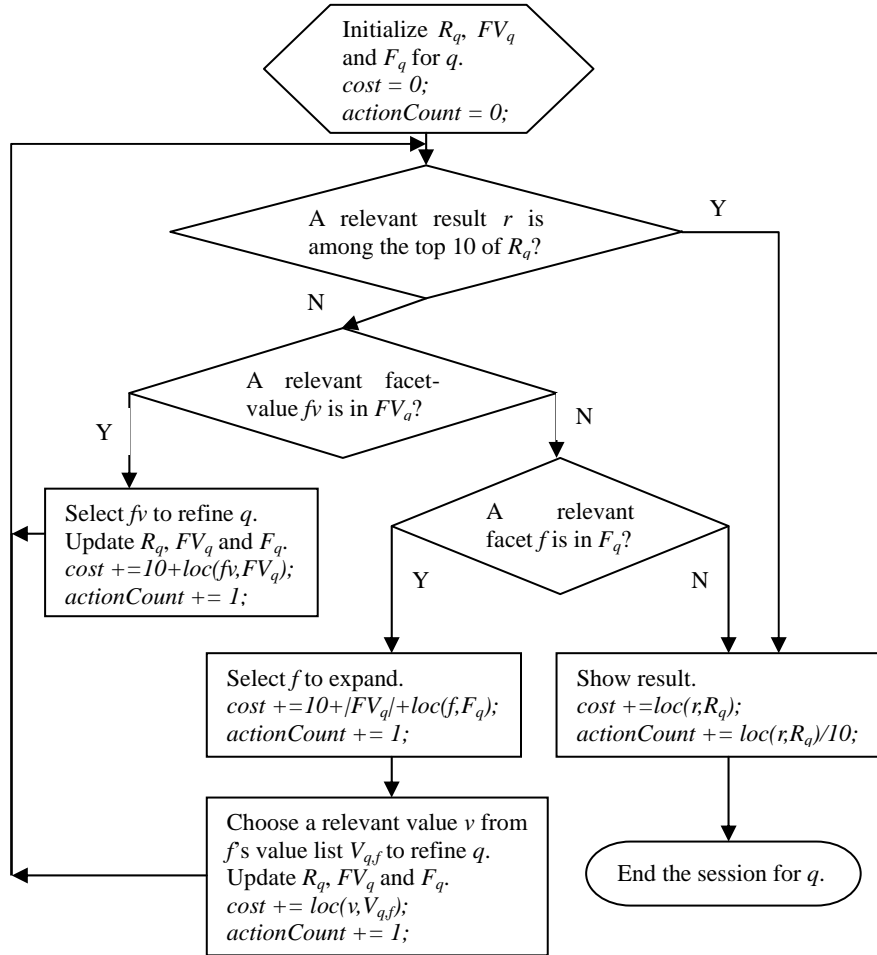 Initialize R_q, FV_q
and F_q for q.
cost = 0;
actionCount = 0;
A relevant result r is
among the top 10 of R_q?
Y
N
A relevant facet-
value fv is in FV_q?
Y
N
Select fv to refine q.
Update R_q, FV_q and F_q.
cost +=10+loc(fv,FV_q);
actionCount += 1;
A relevant
facet f is in F_q?
Y
N
Select f to expand.
cost +=10+|FV_q|+loc(f,F_q);
actionCount += 1;
Show result.
cost +=loc(r,R_q);
actionCount += loc(r,R_q)/10;
Choose a relevant value v from
f's value list V_q,f to refine q.
Update R_q, FV_q and F_q.
cost += loc(v,V_q,f);
actionCount += 1;
End the session for q.